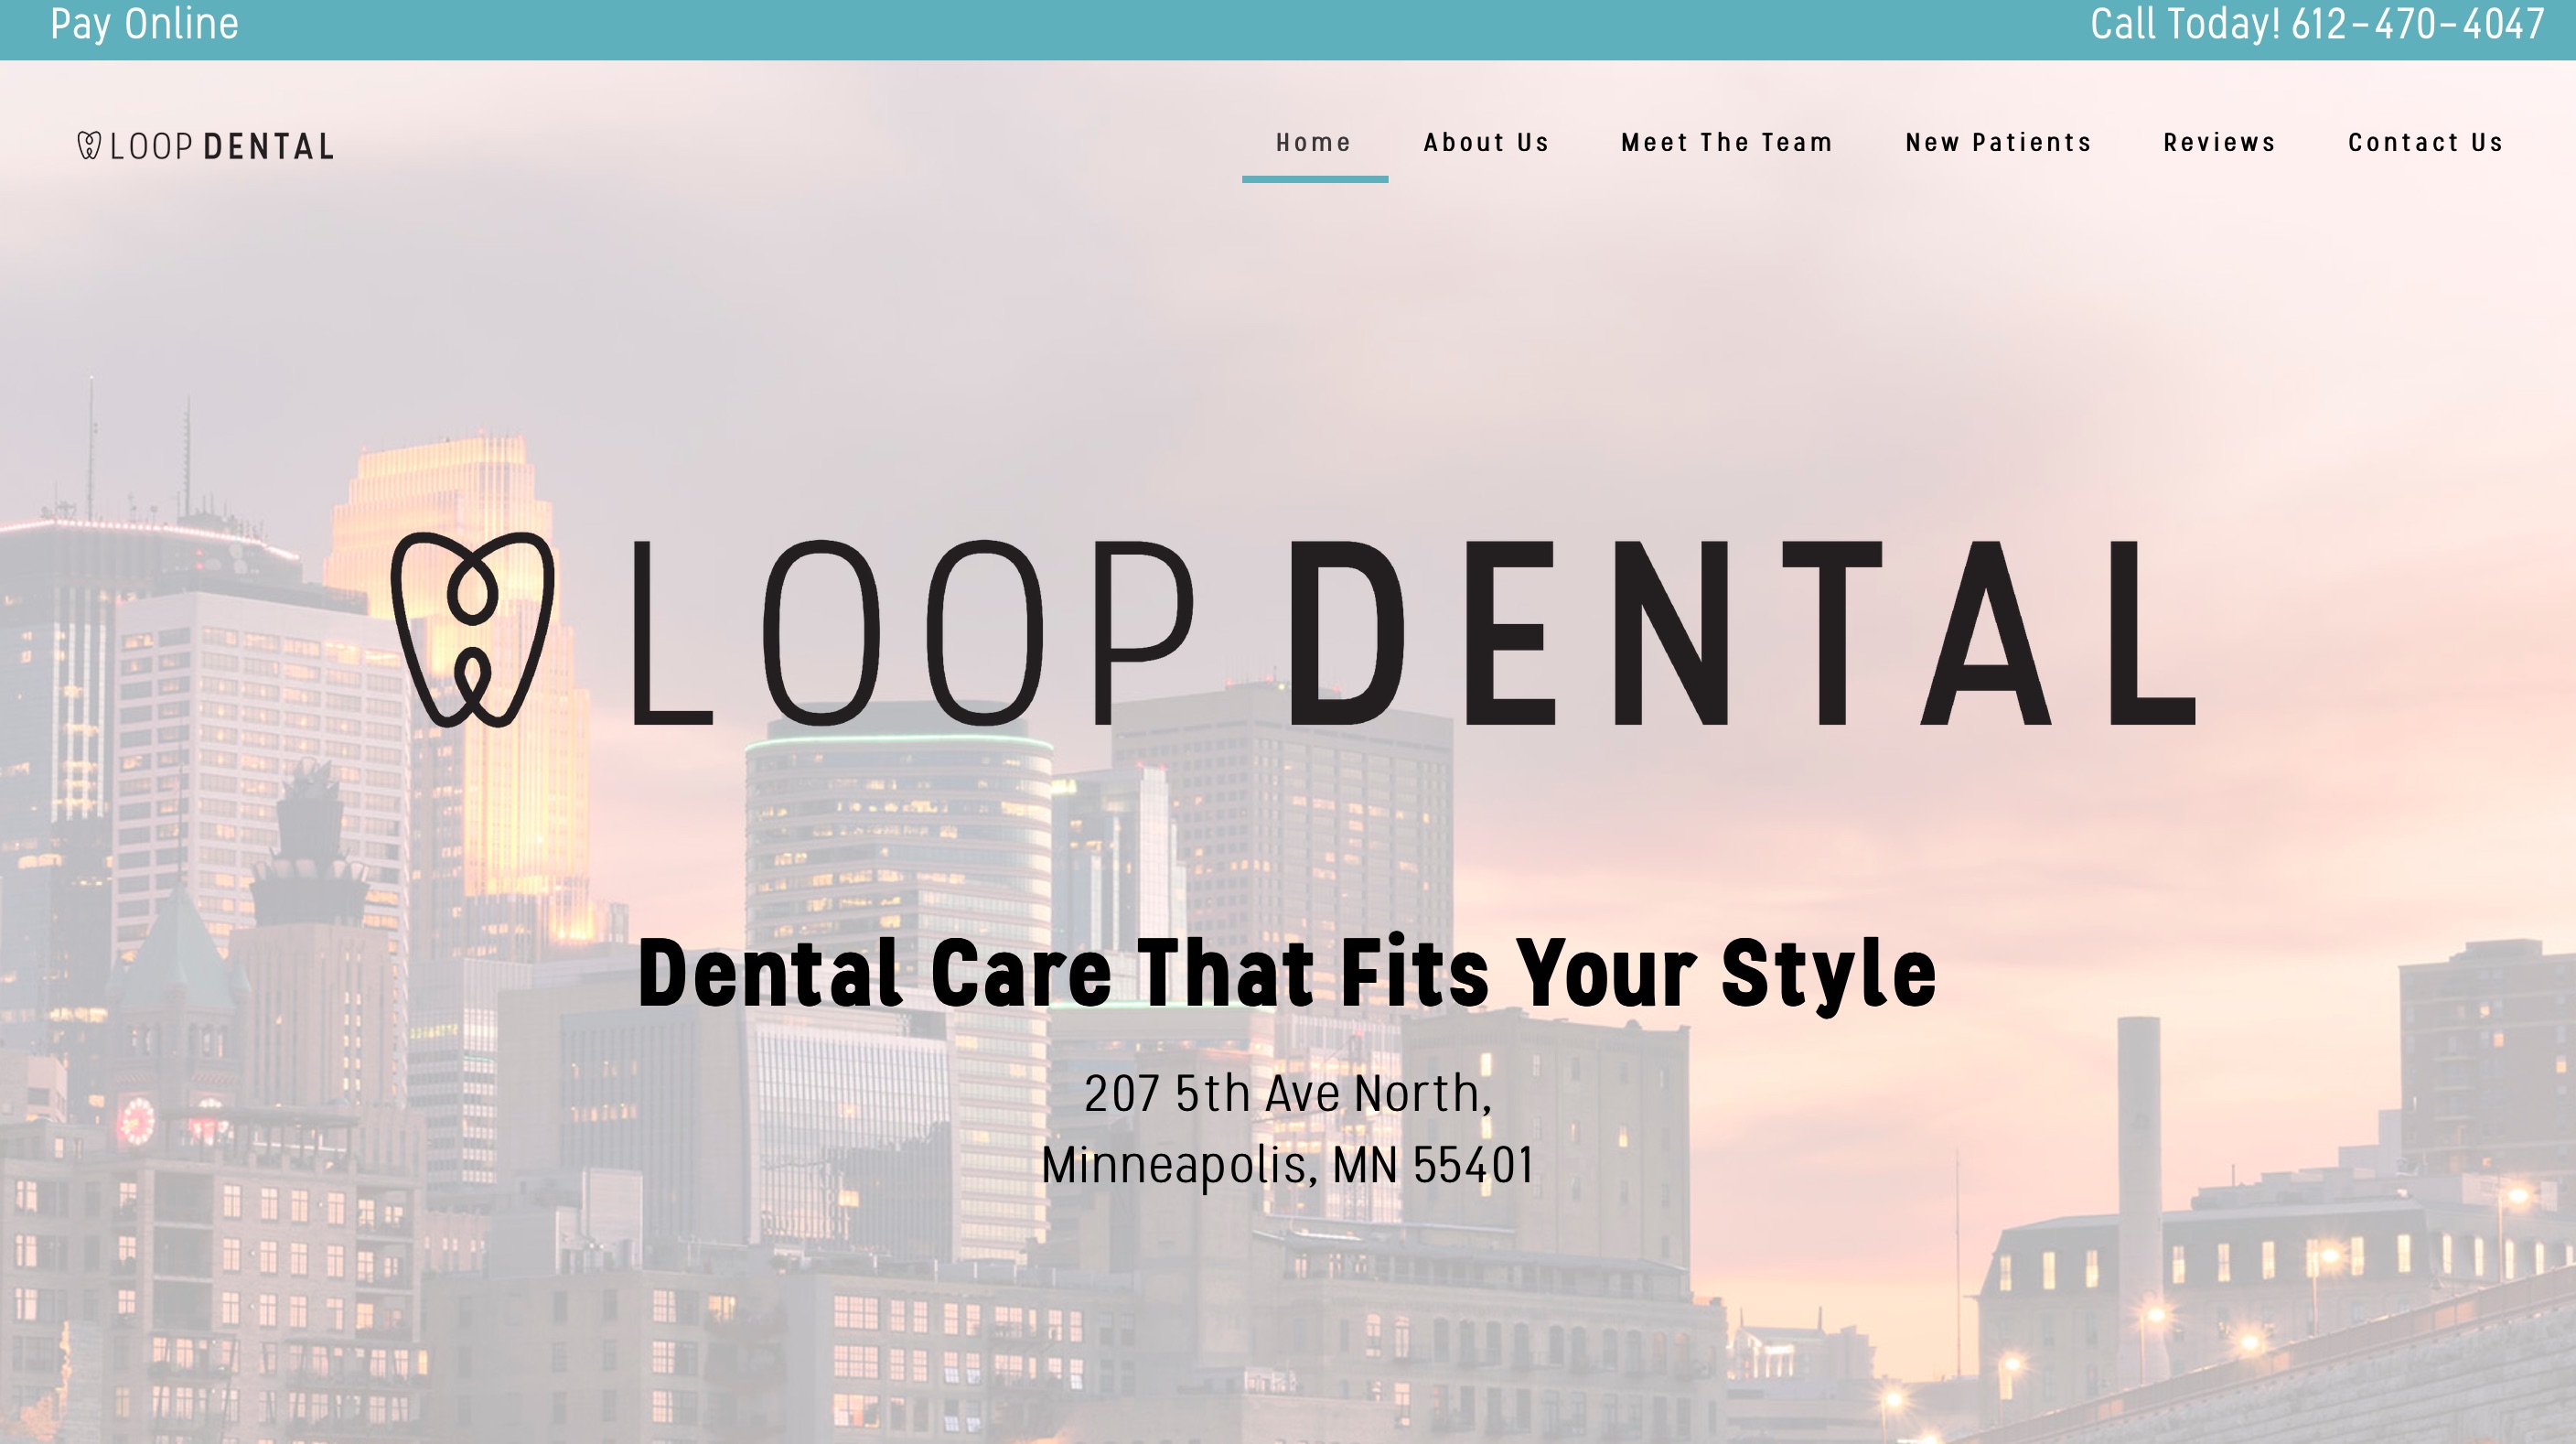 Pay Online
Call Today! 612-470-4047
LOOP DENTAL
Home
About Us
Meet The Team
New Patients
Reviews
Contact Us
LOOP DENTAL
Dental Care That Fits Your Style
207 5th Ave North,
Minneapolis, MN 55401